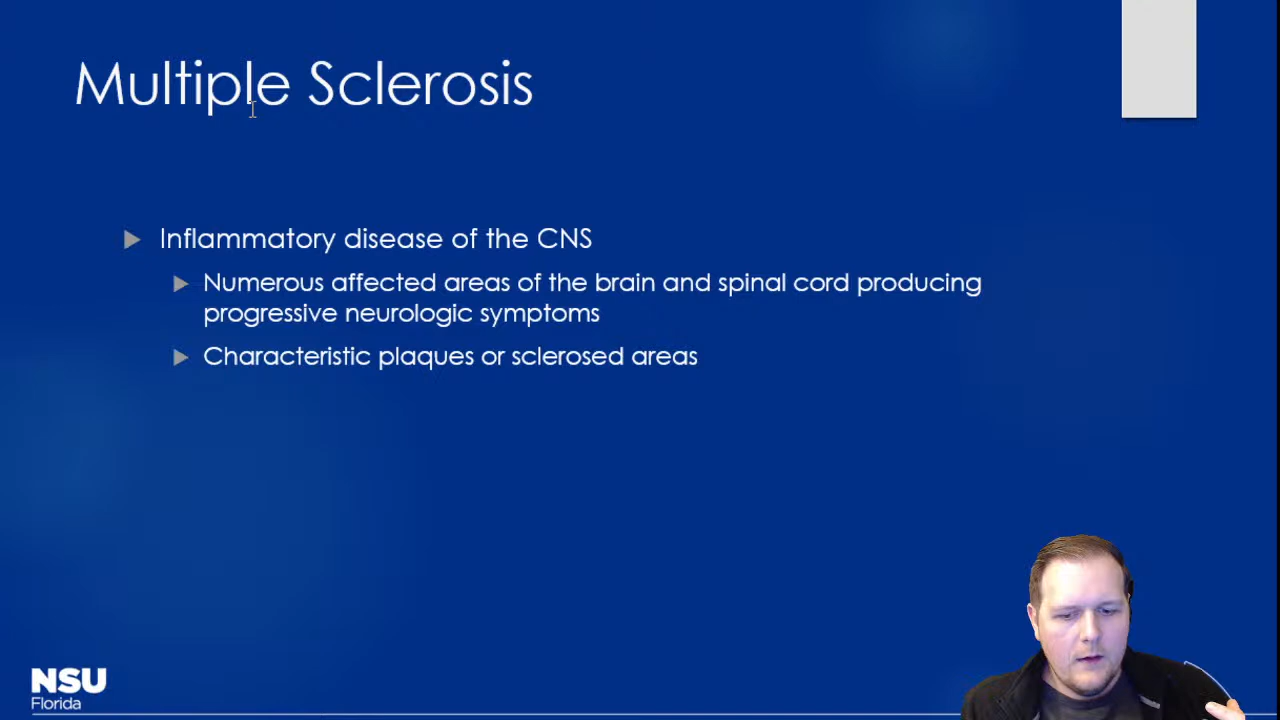 Multiple Sclerosis
Inflammatory disease of the CNS
Numerous affected areas of the brain and spinal cord producing
progressive neurologic symptoms
Characteristic plaques or sclerosed areas
NSU
Florida